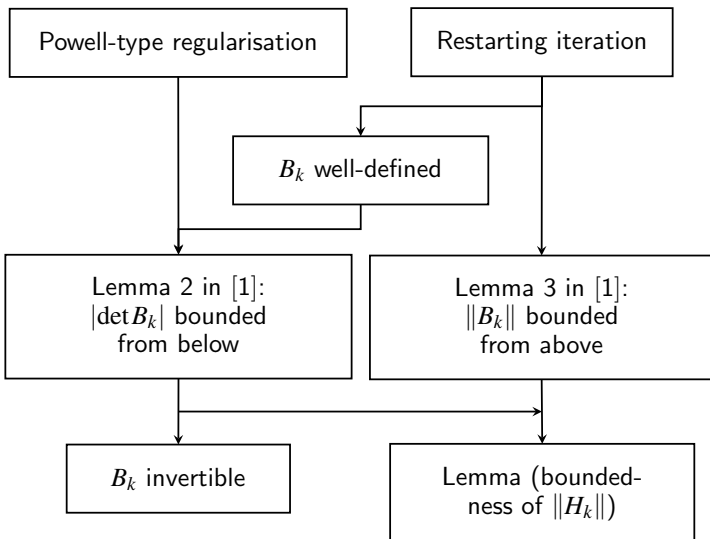 Powell-type regularisation
Restarting iteration
$B_k$ well-defined
Lemma 2 in [1]:
$|\det B_k|$ bounded
from below
Lemma 3 in [1]:
$\|B_k\|$ bounded
from above
$B_k$ invertible
Lemma (bounded-
ness of $\|H_k\|$)